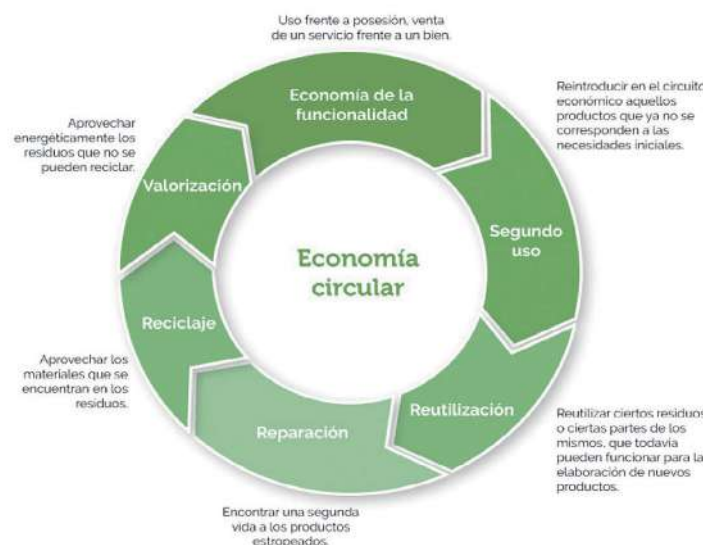 Uso frente a posesión, venta
de un servicio frente a un bien.
Economía de la
funcionalidad
Reintroducir en el circuito
económico aquellos
productos que ya no se
corresponden a las
necesidades iniciales.
Segundo
uso
Reutilización
Reutilizar ciertos residuos
o ciertas partes de los
mismos, que todavia
pueden funcionar para la
elaboración de nuevos
productos.
Reparación
Encontrar una segunda
vida a los productos
estropeados.
Reciclaje
Aprovechar los
materiales que se
encuentran en los
residuos.
Valorización
Aprovechar
energéticamente los
residuos que no se
pueden reciclar.
Economía
circular